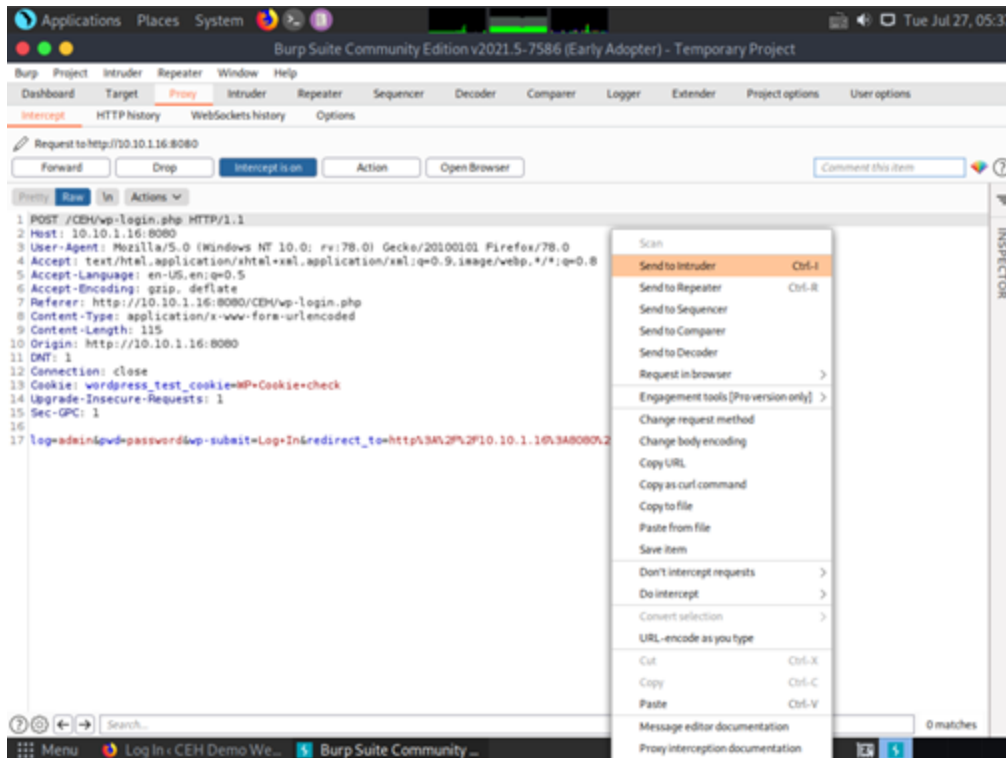 Applications Places System Tue Jul 27, 05:3
Burp Suite Community Edition v2021.5-7586 (Early Adopter) - Temporary Project
Burp Project Intruder Repeater Window Help
Dashboard Target Proxy Intruder Repeater Sequencer Decoder Comparer Logger Extender Project options User options
Intercept HTTP history WebSockets history Options
Request to http://10.10.1.16:8080
Forward Drop Intercept is on Action Open Browser Comment this item
Pretty Raw \n Actions
1 POST /CEH/wp-login.php HTTP/1.1
2 Host: 10.10.1.16:8080
3 User-Agent: Mozilla/5.0 (Windows NT 10.0; rv:78.0) Gecko/20100101 Firefox/78.0
4 Accept: text/html,application/xhtml+xml,application/xml;q=0.9,image/webp,*/*;q=0.8
5 Accept-Language: en-US,en;q=0.5
6 Accept-Encoding: gzip, deflate
7 Referer: http://10.10.1.16:8080/CEH/wp-login.php
8 Content-Type: application/x-www-form-urlencoded
9 Content-Length: 115
10 Origin: http://10.10.1.16:8080
11 DNT: 1
12 Connection: close
13 Cookie: wordpress_test_cookie=WP+Cookie+check
14 Upgrade-Insecure-Requests: 1
15 Sec-GPC: 1
16
17 log=admin&pwd=password&wp-submit=Log+In&redirect_to=http%3A%2F%2F10.10.1.16%3A8080%2
Scan
Send to Intruder Ctrl-I
Send to Repeater Ctrl-R
Send to Sequencer
Send to Comparer
Send to Decoder
Request in browser >
Engagement tools [Pro version only] >
Change request method
Change body encoding
Copy URL
Copy as curl command
Copy to file
Paste from file
Save item
Don't intercept requests >
Do intercept >
Convert selection >
URL-encode as you type
Cut Ctrl-X
Copy Ctrl-C
Paste Ctrl-V
Message editor documentation
Proxy interception documentation
INSPECTOR
Search... 0 matches
Menu Log In ‹ CEH Demo We... Burp Suite Commun­ity ...